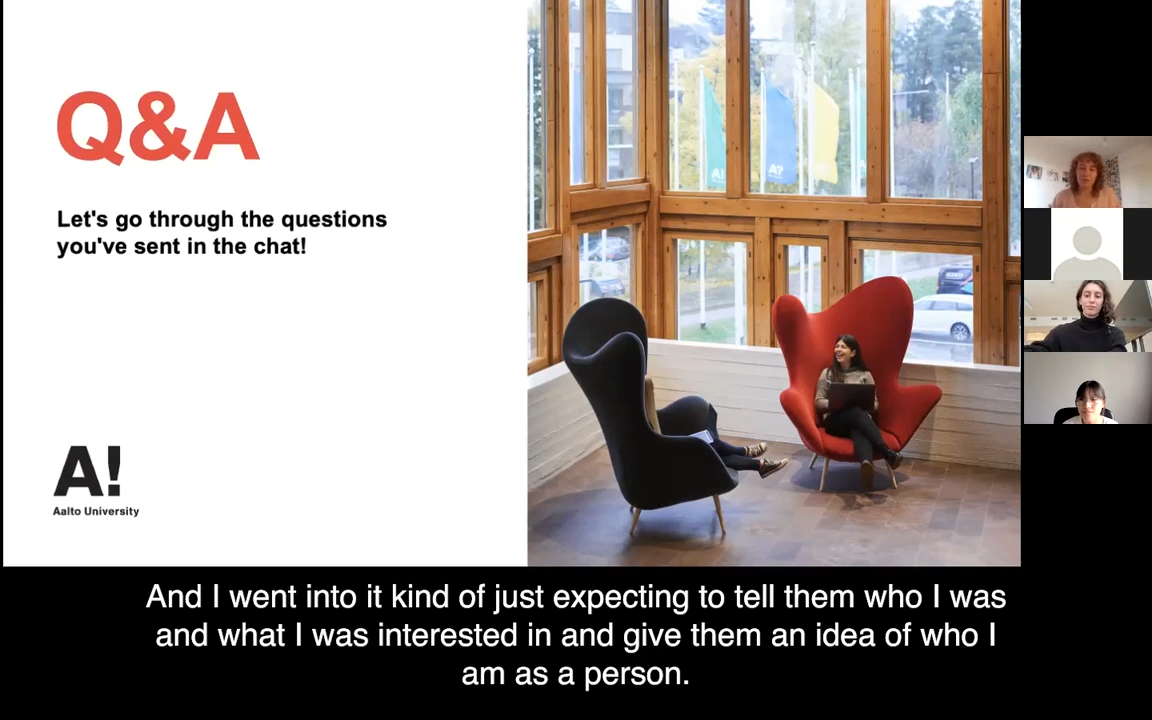 Q&A
Let's go through the questions
you've sent in the chat!
A!
Aalto University
A!
A?
And I went into it kind of just expecting to tell them who I was
and what I was interested in and give them an idea of who I
am as a person.